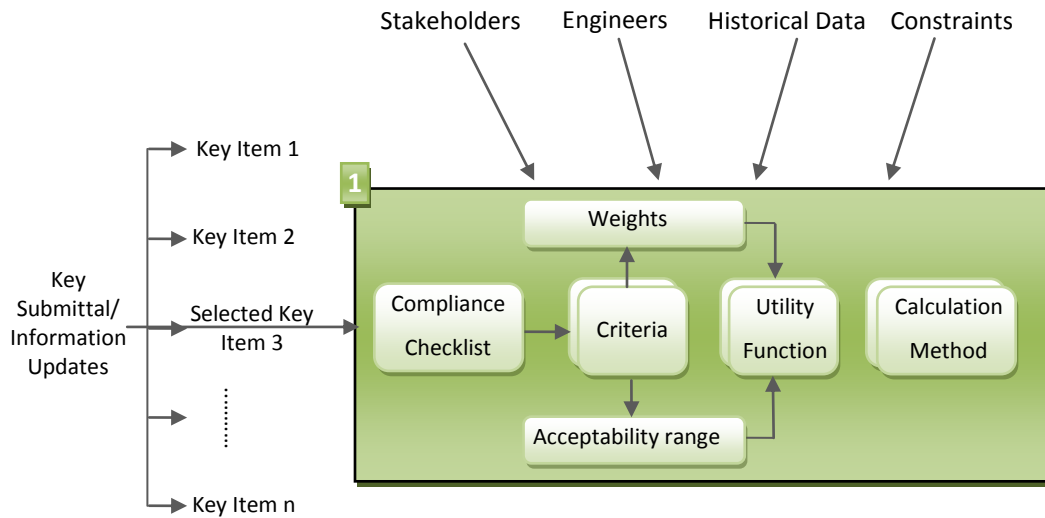 Stakeholders Engineers Historical Data Constraints
Key Item 1
1
Weights
Key Item 2
Key
Submittal/
Information
Updates
Selected Key
Item 3
Compliance
Checklist
Criteria
Utility
Function
Calculation
Method
Acceptability range
Key Item n